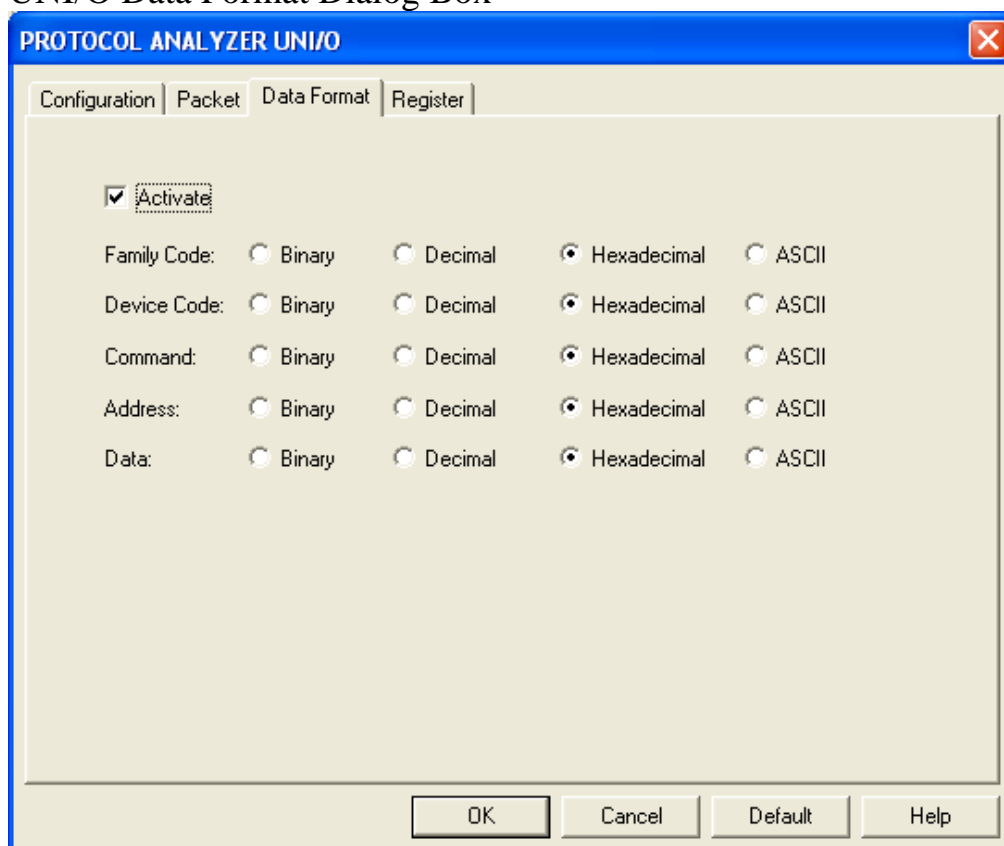 UNI/O Data Format Dialog Box
PROTOCOL ANALYZER UNI/O
Configuration Packet Data Format Register
Activate
Family Code: Binary Decimal Hexadecimal ASCII
Device Code: Binary Decimal Hexadecimal ASCII
Command: Binary Decimal Hexadecimal ASCII
Address: Binary Decimal Hexadecimal ASCII
Data: Binary Decimal Hexadecimal ASCII
OK Cancel Default Help